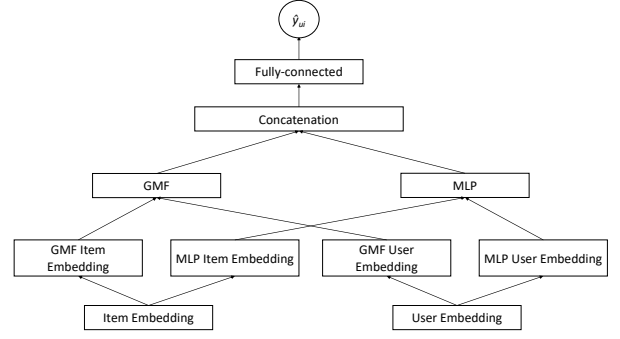 ŷui
Fully-connected
Concatenation
GMF
MLP
GMF Item
Embedding
MLP Item Embedding
GMF User
Embedding
MLP User Embedding
Item Embedding
User Embedding